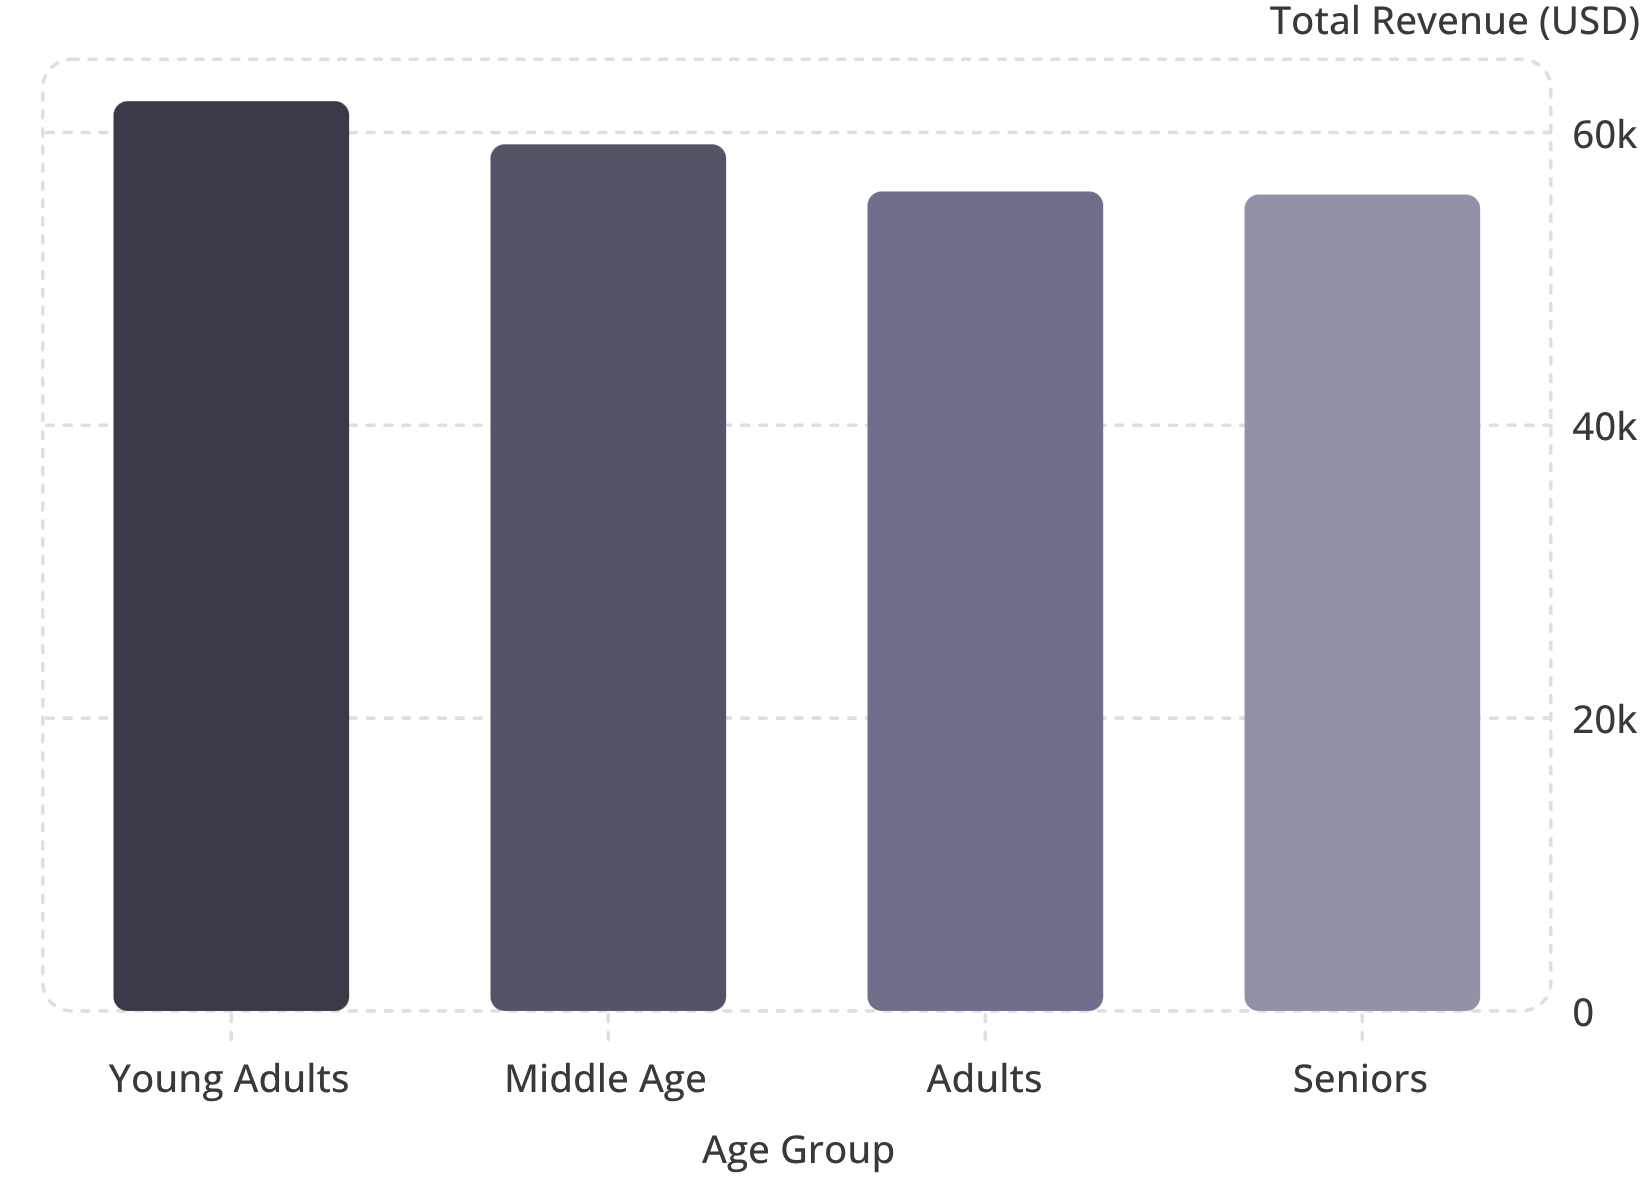 Total Revenue (USD)
60k
40k
20k
0
Young Adults
Middle Age
Adults
Seniors
Age Group